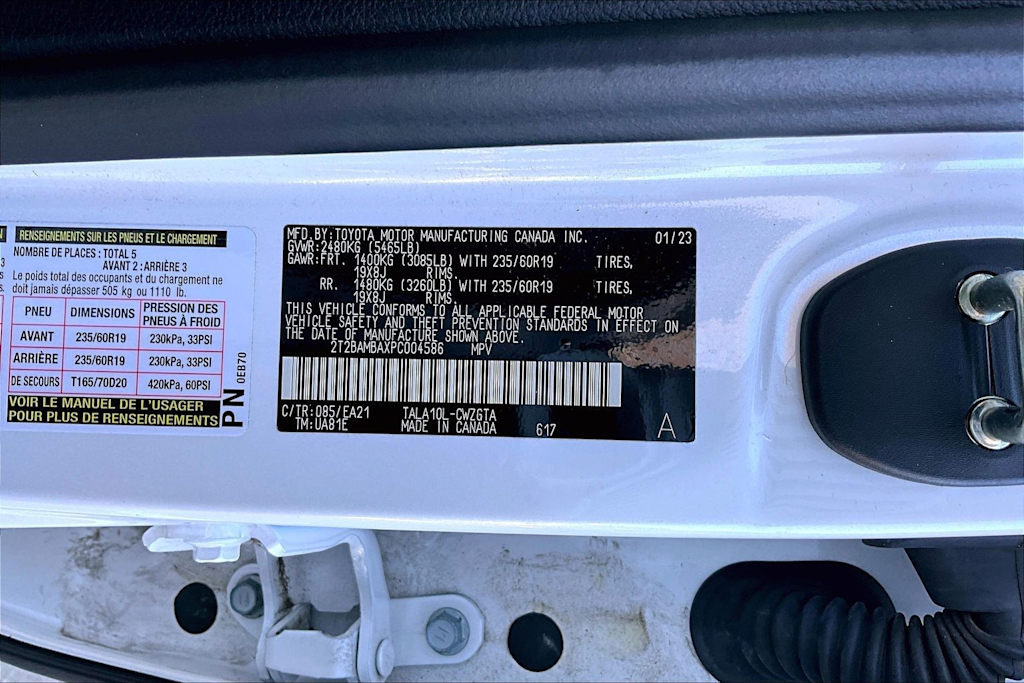 RENSEIGNEMENTS SUR LES PNEUS ET LE CHARGEMENT
NOMBRE DE PLACES : TOTAL 5
AVANT 2 : ARRIÈRE 3
Le poids total des occupants et du chargement ne
doit jamais dépasser 505 kg ou 1110 lb.
PNEU DIMENSIONS PRESSION DES PNEUS À FROID
AVANT 235/60R19 230kPa, 33PSI
ARRIÈRE 235/60R19 230kPa, 33PSI
DE SECOURS T165/70D20 420kPa, 60PSI
VOIR LE MANUEL DE L'USAGER
POUR PLUS DE RENSEIGNEMENTS
PN 0EB70
MFD.BY:TOYOTA MOTOR MANUFACTURING CANADA INC. 01/23
GVWR:2480KG (5465LB)
GAWR:FRT. 1400KG (3085LB) WITH 235/60R19 TIRES,
19X8J RIMS,
RR. 1480KG (3260LB) WITH 235/60R19 TIRES,
19X8J RIMS.
THIS VEHICLE CONFORMS TO ALL APPLICABLE FEDERAL MOTOR
VEHICLE SAFETY AND THEFT PREVENTION STANDARDS IN EFFECT ON
THE DATE OF MANUFACTURE SHOWN ABOVE.
2T2BAMBAXPC004586 MPV
C/TR:085/EA21 TALA10L-CWZGTA
TM:UA81E MADE IN CANADA 617 A